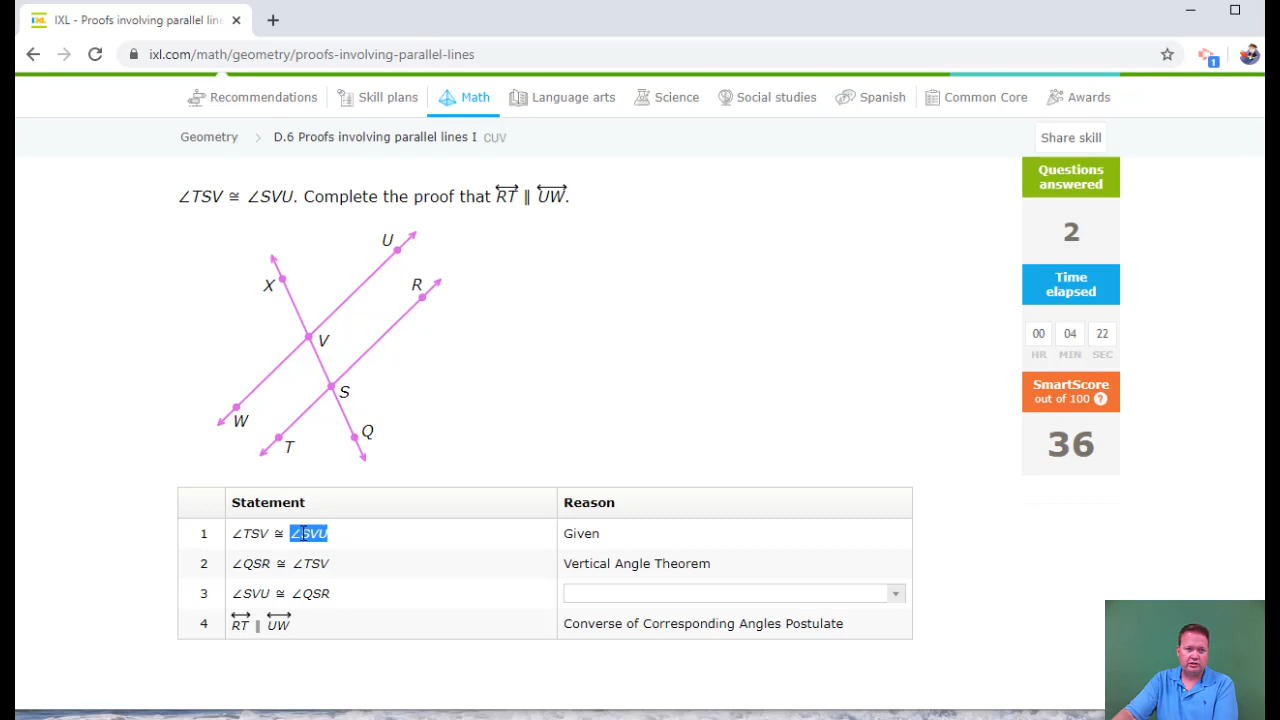 IXL - Proofs involving parallel line
ixl.com/math/geometry/proofs-involving-parallel-lines
1
Recommendations Skill plans Math Language arts Science Social studies Spanish Common Core Awards
Geometry > D.6 Proofs involving parallel lines I CUV
Share skill
∠TSV ≅ ∠SVU. Complete the proof that RT ∥ UW.
Questions
answered
2
Time
elapsed
00 04 22
HR MIN SEC
SmartScore
out of 100 ?
36
U
X
R
V
S
W
Q
T
Statement Reason
1 ∠TSV ≅ ∠SVU Given
2 ∠QSR ≅ ∠TSV Vertical Angle Theorem
3 ∠SVU ≅ ∠QSR
4 RT ∥ UW Converse of Corresponding Angles Postulate